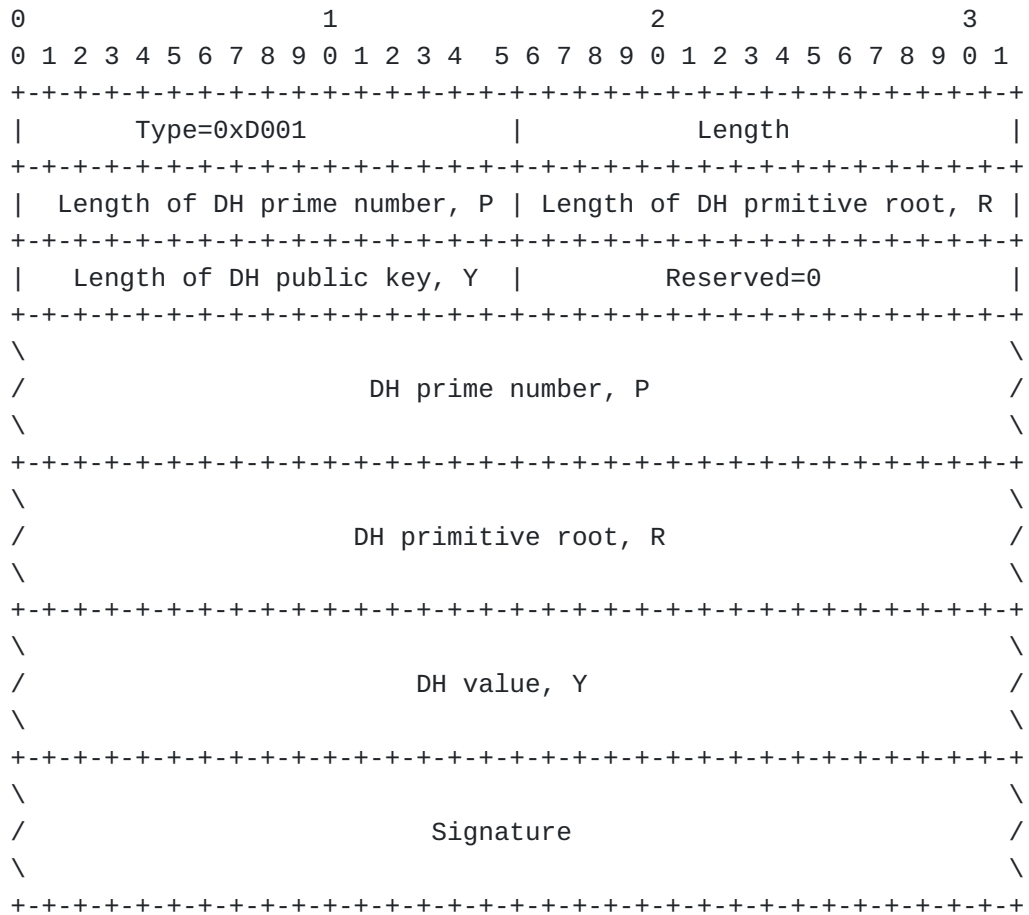 0                   1                    2                   3
0 1 2 3 4 5 6 7 8 9 0 1 2 3 4  5 6 7 8 9 0 1 2 3 4 5 6 7 8 9 0 1
+-+-+-+-+-+-+-+-+-+-+-+-+-+-+-+-+-+-+-+-+-+-+-+-+-+-+-+-+-+-+-+-+
|       Type=0xD001             |           Length              |
+-+-+-+-+-+-+-+-+-+-+-+-+-+-+-+-+-+-+-+-+-+-+-+-+-+-+-+-+-+-+-+-+
|  Length of DH prime number, P | Length of DH prmitive root, R |
+-+-+-+-+-+-+-+-+-+-+-+-+-+-+-+-+-+-+-+-+-+-+-+-+-+-+-+-+-+-+-+-+
|   Length of DH public key, Y  |         Reserved=0            |
+-+-+-+-+-+-+-+-+-+-+-+-+-+-+-+-+-+-+-+-+-+-+-+-+-+-+-+-+-+-+-+-+
\                                                               \
/                      DH prime number, P                       /
\                                                               \
+-+-+-+-+-+-+-+-+-+-+-+-+-+-+-+-+-+-+-+-+-+-+-+-+-+-+-+-+-+-+-+-+
\                                                               \
/                     DH primitive root, R                      /
\                                                               \
+-+-+-+-+-+-+-+-+-+-+-+-+-+-+-+-+-+-+-+-+-+-+-+-+-+-+-+-+-+-+-+-+
\                                                               \
/                         DH value, Y                           /
\                                                               \
+-+-+-+-+-+-+-+-+-+-+-+-+-+-+-+-+-+-+-+-+-+-+-+-+-+-+-+-+-+-+-+-+
\                                                               \
/                          Signature                            /
\                                                               \
+-+-+-+-+-+-+-+-+-+-+-+-+-+-+-+-+-+-+-+-+-+-+-+-+-+-+-+-+-+-+-+-+